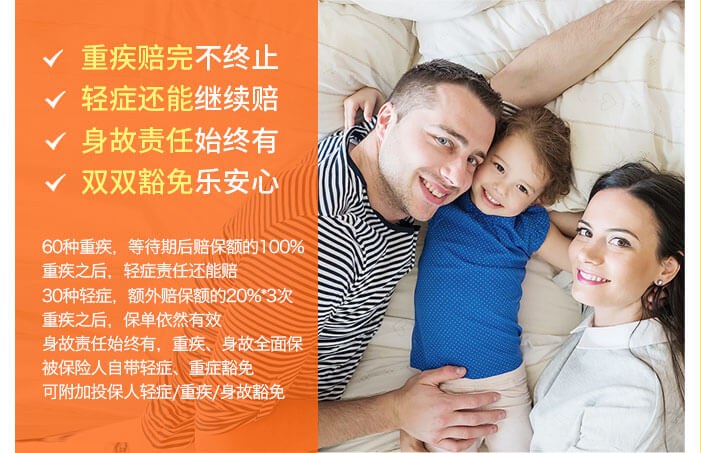 重疾赔完不终止
轻症还能继续赔
身故责任始终有
双双豁免乐安心
60种重疾，等待期后赔保额的100%
重疾之后，轻症责任还能赔
30种轻症，额外赔保额的20%*3次
重疾之后，保单依然有效
身故责任始终有，重疾、身故全面保
被保险人自带轻症、重症豁免
可附加投保人轻症/重疾/身故豁免